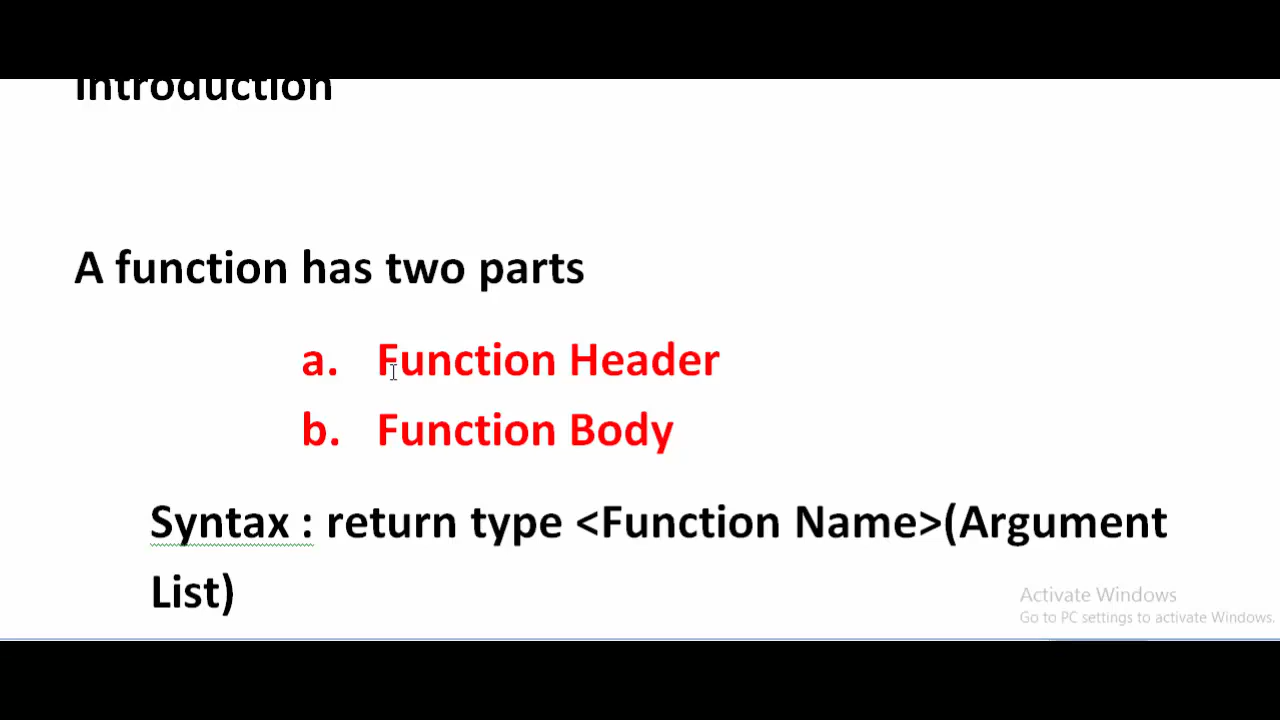 Introduction
A function has two parts
a. Function Header
b. Function Body
Syntax : return type <Function Name>(Argument
List)
Activate Windows
Go to PC settings to activate Windows.